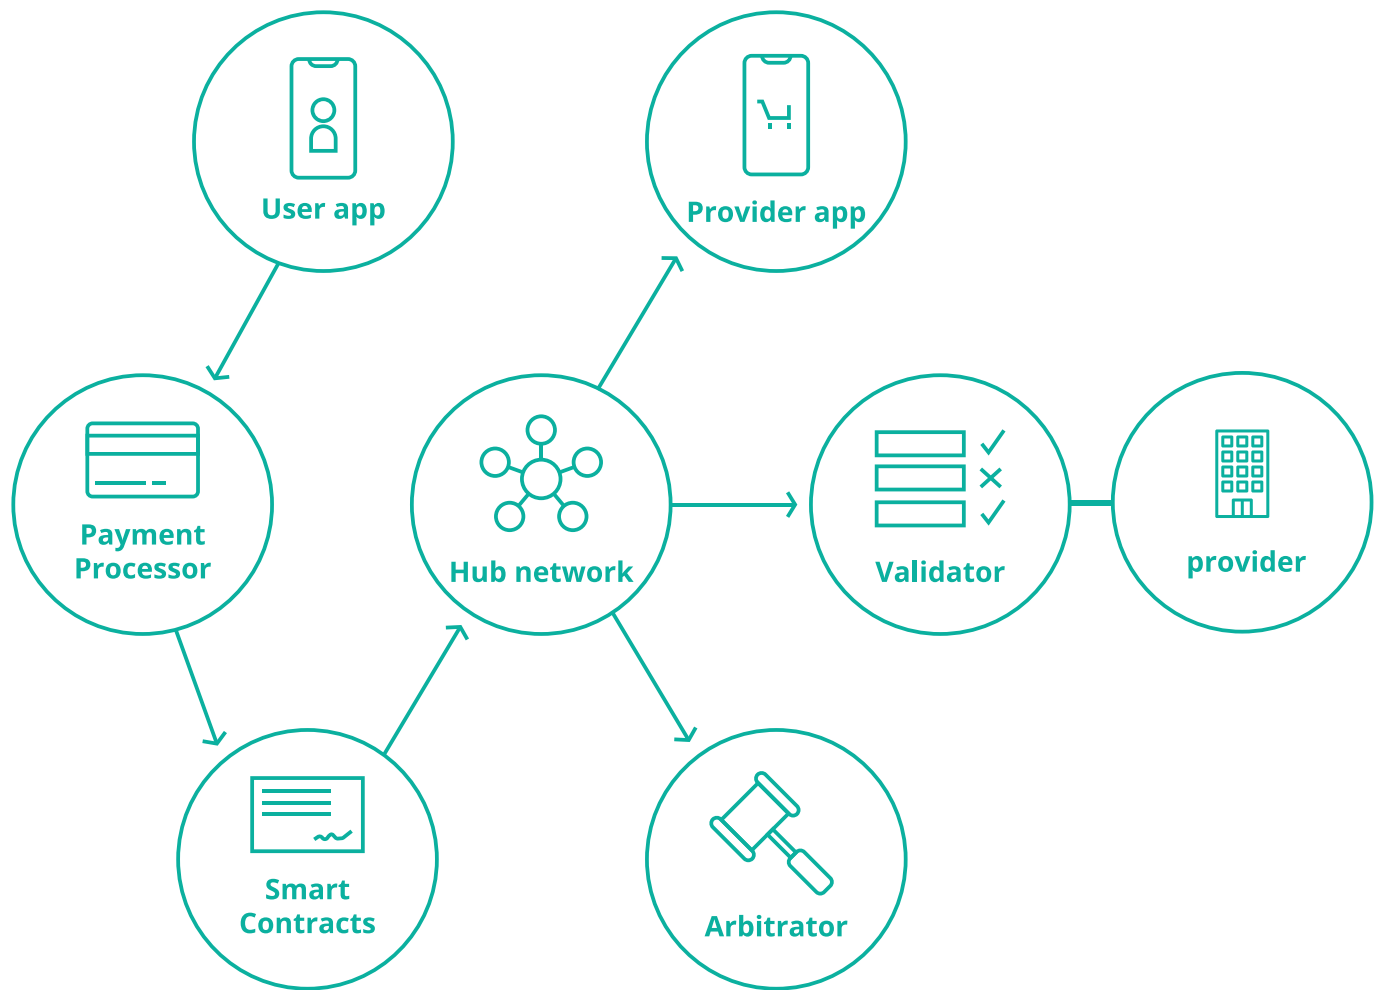 User app
Provider app
Payment
Processor
Hub network
Validator
provider
Smart
Contracts
Arbitrator